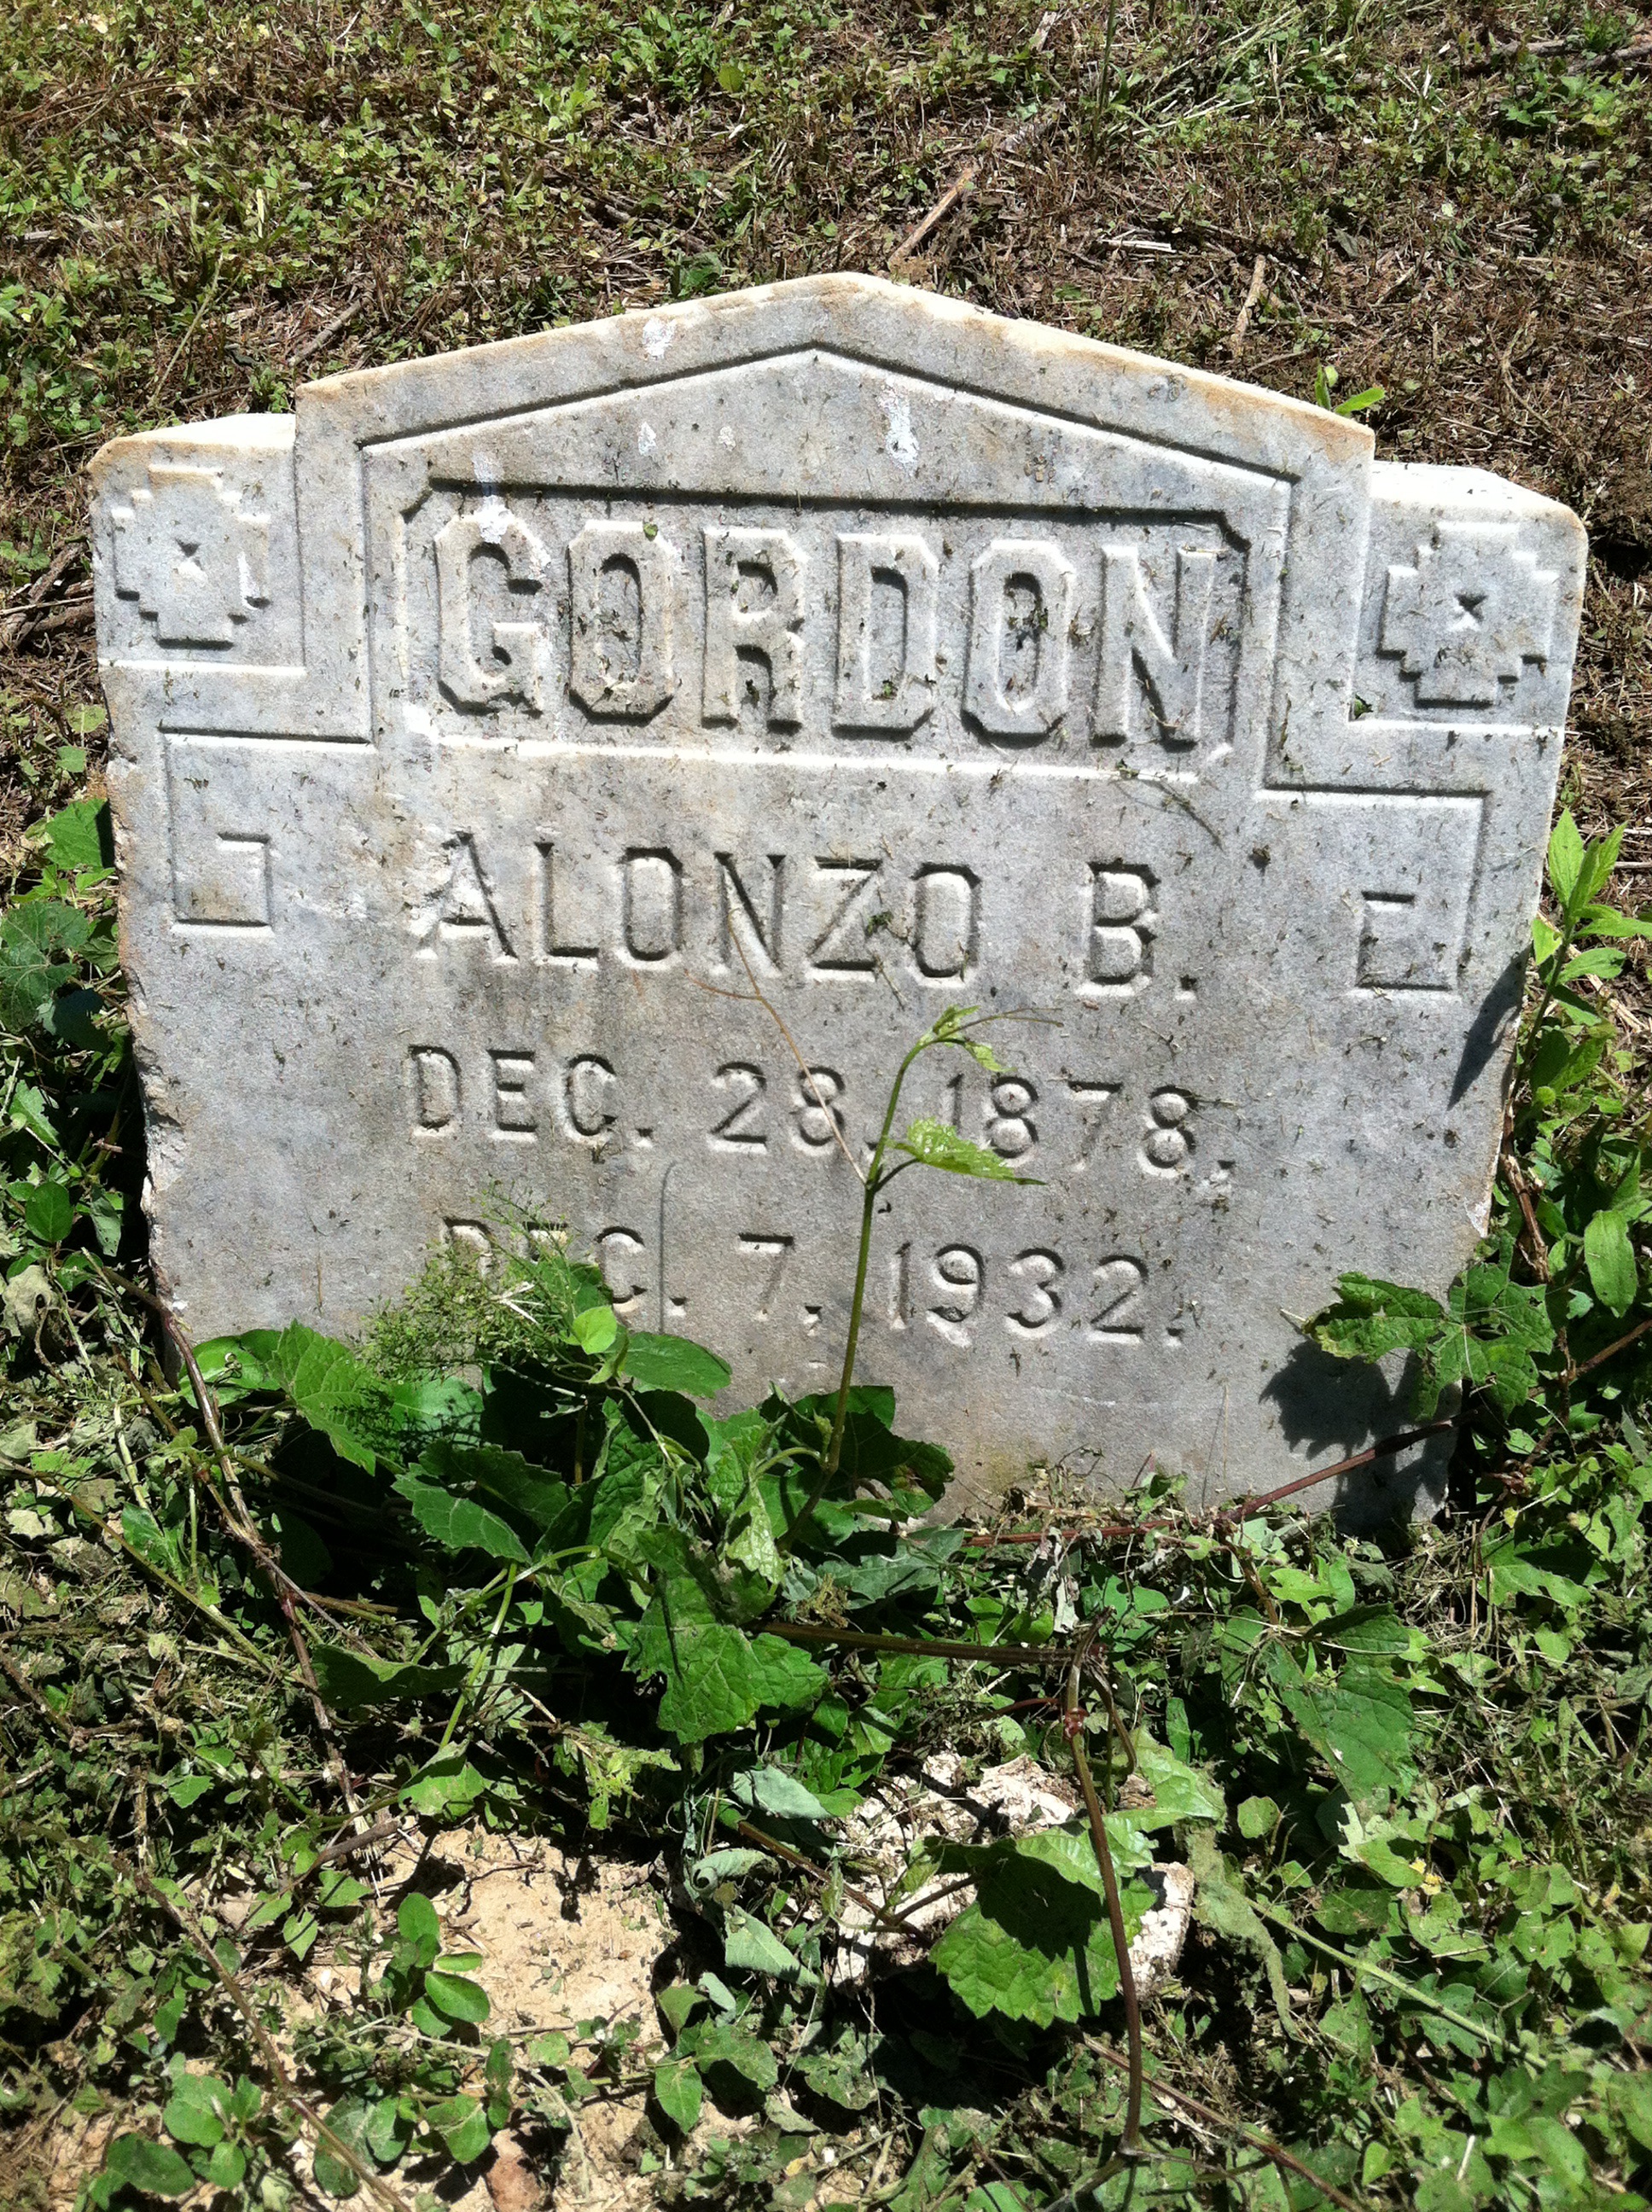 GORDON
ALONZO B.
DEC. 28, 1878,
DEC. 7, 1932.